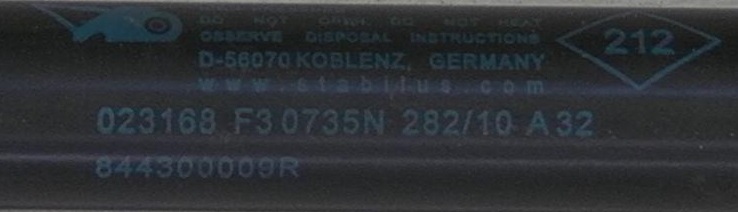 DO NOT OPEN. DO NOT HEAT
OBSERVE DISPOSAL INSTRUCTIONS
D-56070 KOBLENZ, GERMANY
www.stabilus.com
212
023168 F3 0735N 282/10 A 32
844300009R